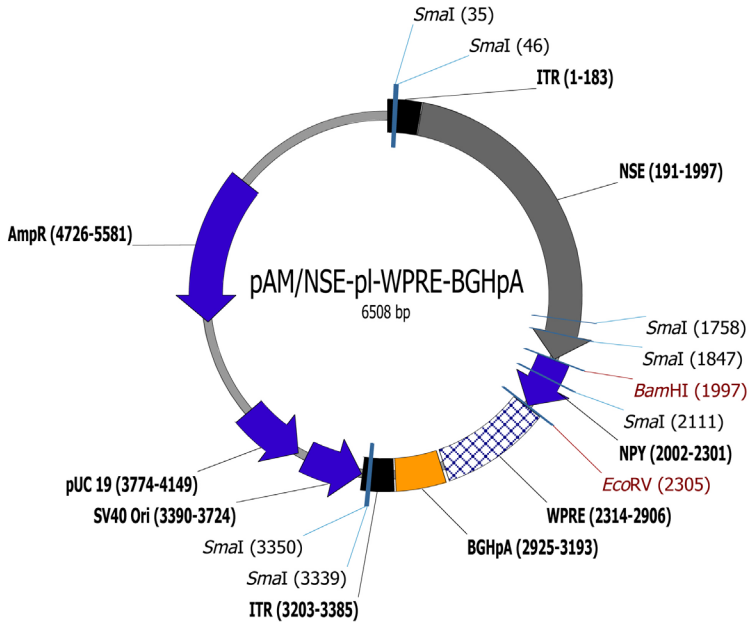 SmaI (35)
SmaI (46)
ITR (1-183)
NSE (191-1997)
AmpR (4726-5581)
pAM/NSE-pl-WPRE-BGHpA
6508 bp
SmaI (1758)
SmaI (1847)
BamHI (1997)
SmaI (2111)
NPY (2002-2301)
EcoRV (2305)
pUC 19 (3774-4149)
SV40 Ori (3390-3724)
WPRE (2314-2906)
SmaI (3350)
BGHpA (2925-3193)
SmaI (3339)
ITR (3203-3385)